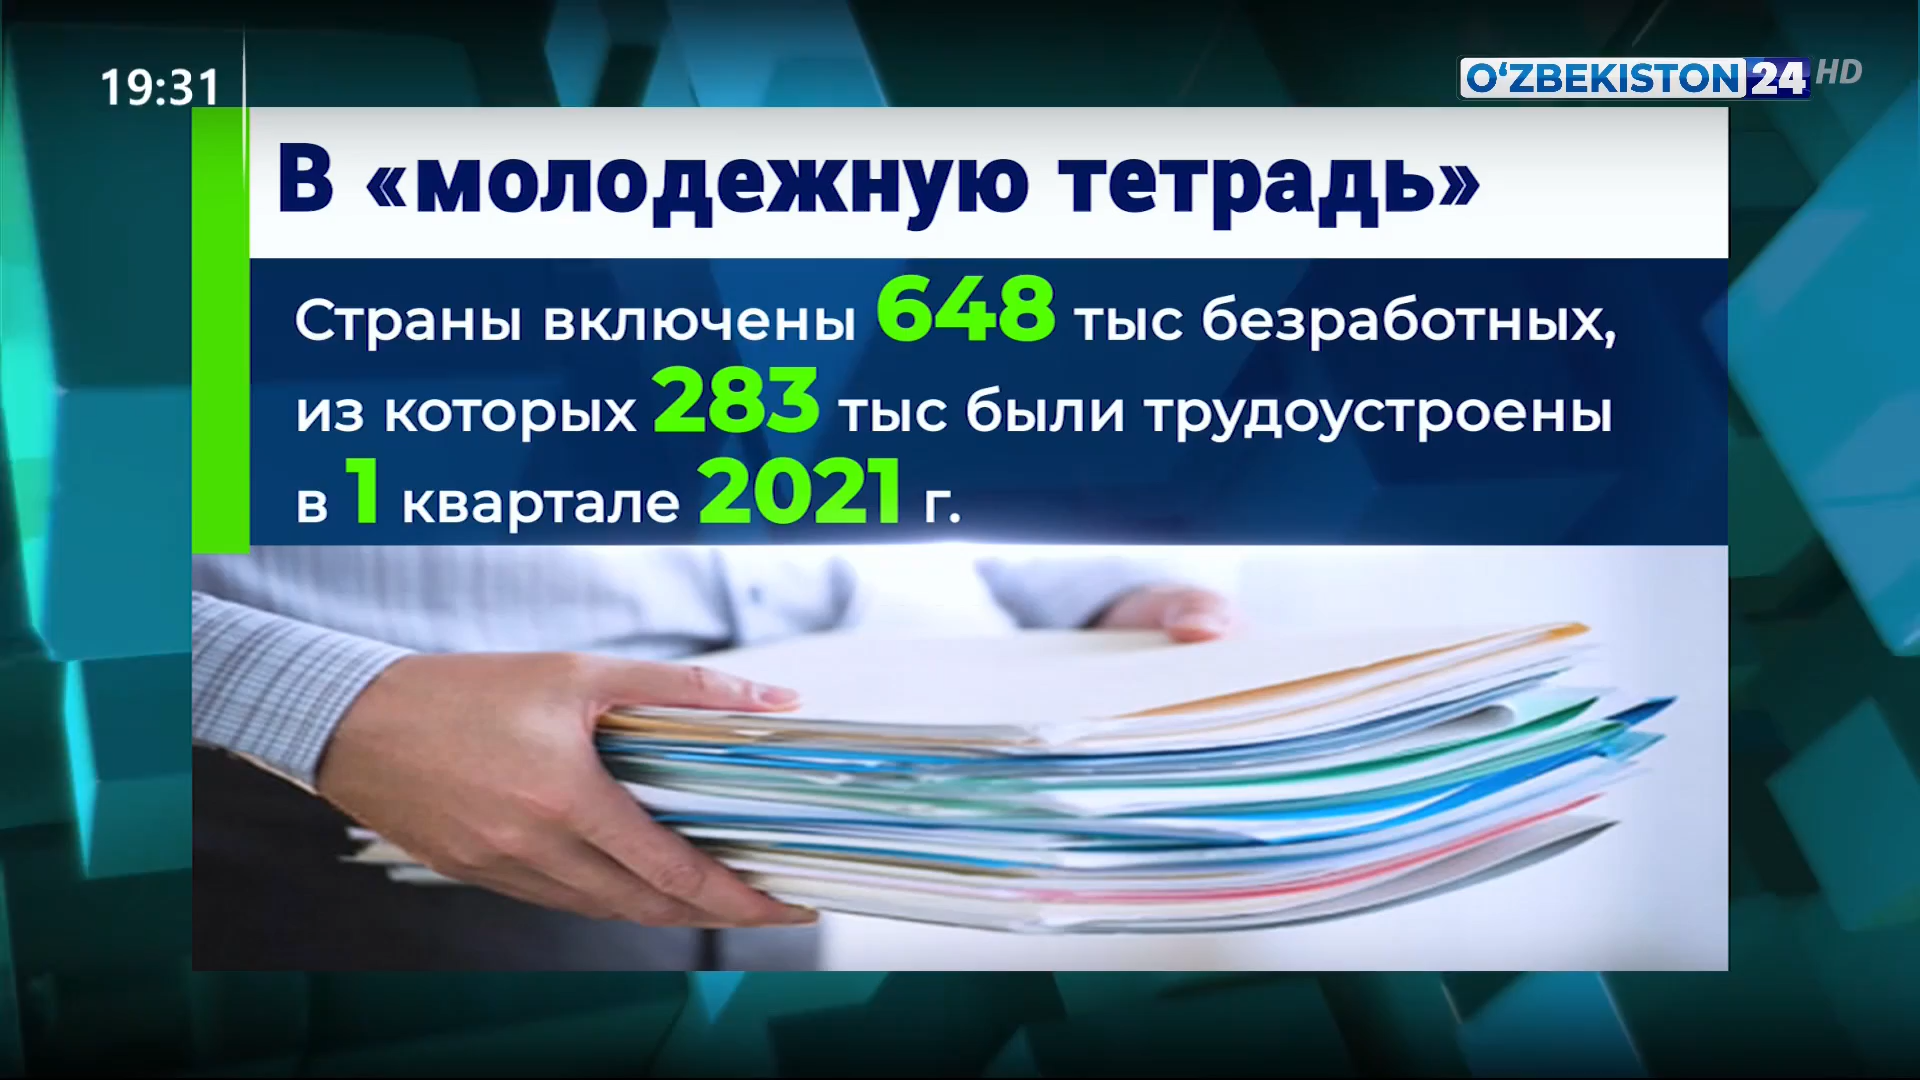 19:31
O‘ZBEKISTON 24 HD
В «молодежную тетрадь»
Страны включены 648 тыс безработных,
из которых 283 тыс были трудоустроены
в 1 квартале 2021 г.